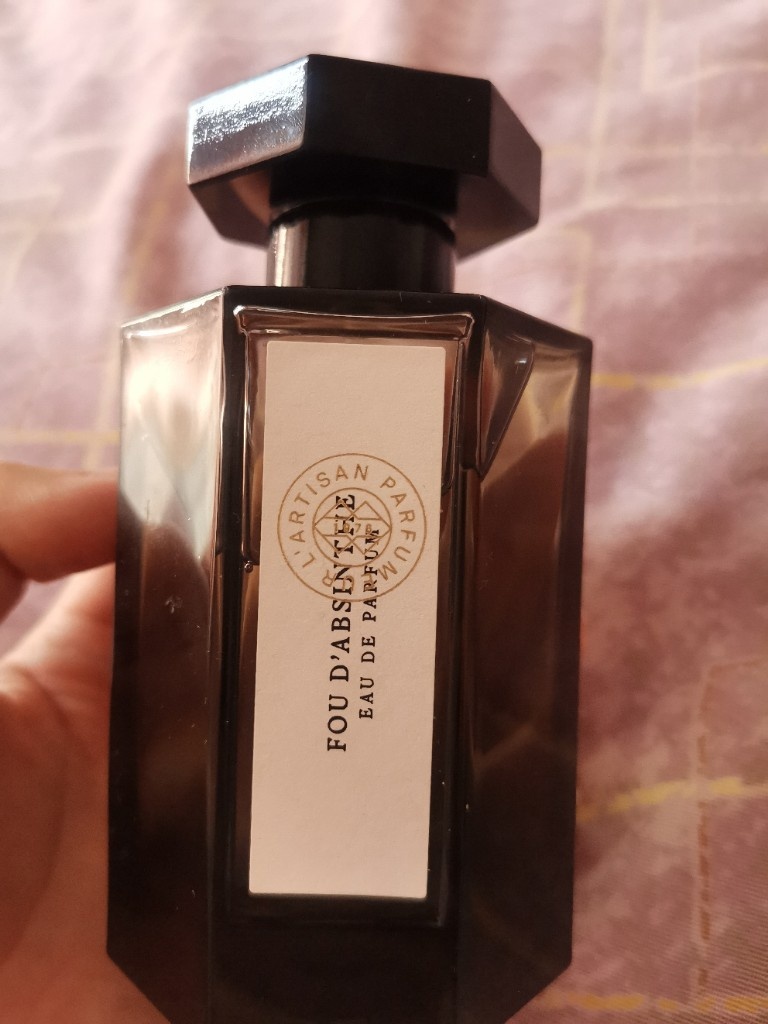 L'ARTISAN PARFUMEUR
FOU D'ABSINTHE
EAU DE PARFUM